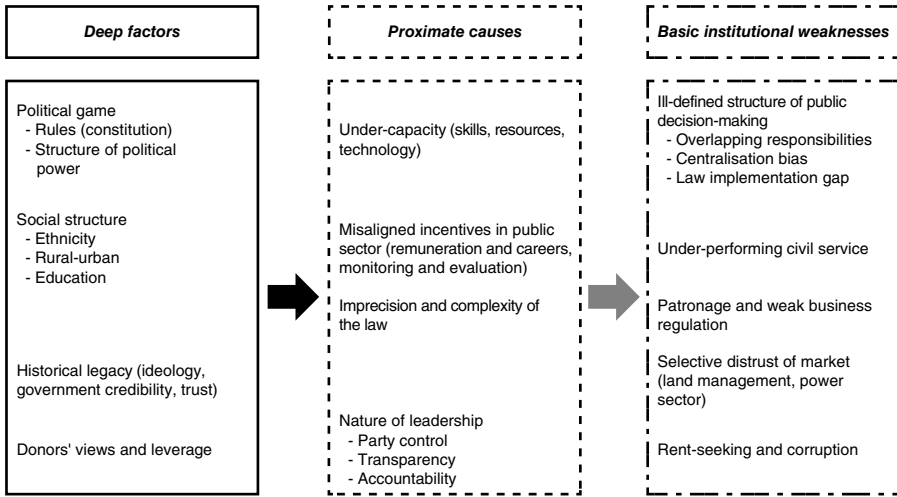 Deep factors
Proximate causes
Basic institutional weaknesses
Political game
- Rules (constitution)
- Structure of political
power
Social structure
- Ethnicity
- Rural-urban
- Education
Historical legacy (ideology,
government credibility, trust)
Donors' views and leverage
Under-capacity (skills, resources,
technology)
Misaligned incentives in public
sector (remuneration and careers,
monitoring and evaluation)
Imprecision and complexity of
the law
Nature of leadership
- Party control
- Transparency
- Accountability
Ill-defined structure of public
decision-making
- Overlapping responsibilities
- Centralisation bias
- Law implementation gap
Under-performing civil service
Patronage and weak business
regulation
Selective distrust of market
(land management, power
sector)
Rent-seeking and corruption